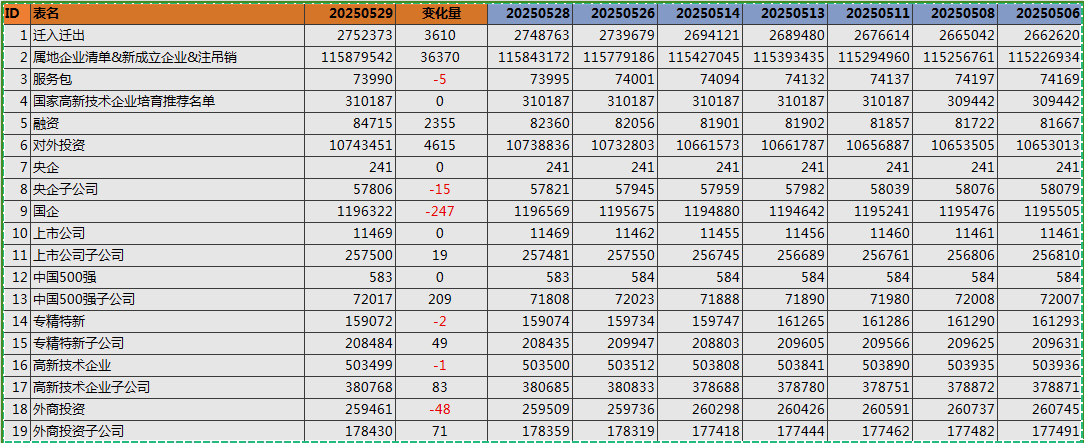 ID 表名 20250529 变化量 20250528 20250526 20250514 20250513 20250511 20250508 20250506
1 迁入迁出 2752373 3610 2748763 2739679 2694121 2689480 2676614 2665042 2662620
2 属地企业清单&新成立企业&注吊销 115879542 36370 115843172 115779186 115427045 115393435 115294960 115256761 115226934
3 服务包 73990 -5 73995 74001 74094 74132 74137 74197 74169
4 国家高新技术企业培育推荐名单 310187 0 310187 310187 310187 310187 310187 309442 309442
5 融资 84715 2355 82360 82056 81901 81902 81857 81722 81667
6 对外投资 10743451 4615 10738836 10732803 10661573 10661787 10656887 10653505 10653013
7 央企 241 0 241 241 241 241 241 241 241
8 央企子公司 57806 -15 57821 57945 57959 57982 58039 58076 58079
9 国企 1196322 -247 1196569 1195675 1194880 1194642 1195241 1195476 1195505
10 上市公司 11469 0 11469 11462 11455 11456 11460 11461 11461
11 上市公司子公司 257500 19 257481 257550 256745 256689 256761 256806 256810
12 中国500强 583 0 583 584 584 584 584 584 584
13 中国500强子公司 72017 209 71808 72023 71888 71890 71980 72008 72007
14 专精特新 159072 -2 159074 159734 159747 161265 161286 161290 161293
15 专精特新子公司 208484 49 208435 209947 208803 209605 209566 209625 209631
16 高新技术企业 503499 -1 503500 503512 503808 503841 503890 503935 503936
17 高新技术企业子公司 380768 83 380685 380833 378688 378780 378751 378872 378871
18 外商投资 259461 -48 259509 259736 260298 260426 260591 260737 260745
19 外商投资子公司 178430 71 178359 178319 177418 177444 177462 177482 177491